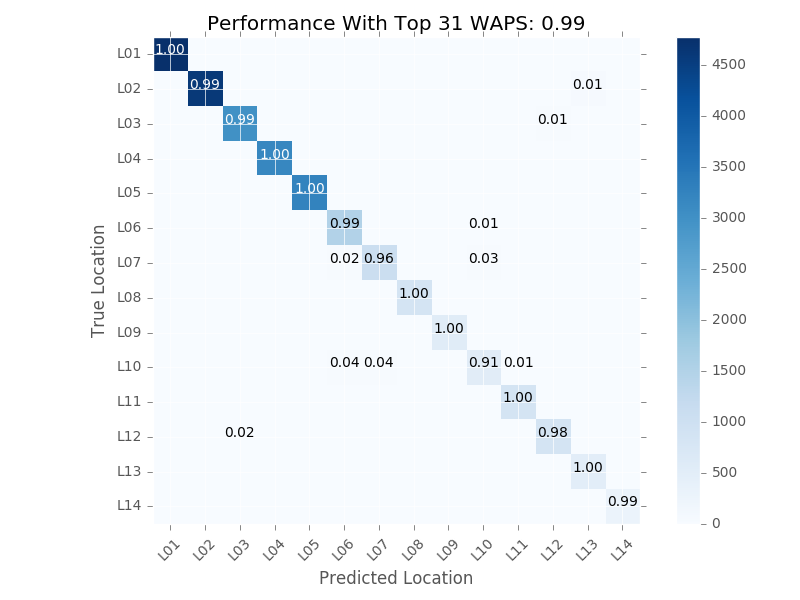 Performance With Top 31 WAPS: 0.99
L01 1.00 4500
L02 0.99 0.01 4000
L03 0.99 0.01
L04 1.00 3500
L05 1.00
L06 0.99 0.01 3000
L07 0.02 0.96 0.03 2500
L08 1.00
L09 1.00 2000
L10 0.04 0.04 0.91 0.01 1500
L11 1.00
L12 0.02 0.98 1000
L13 1.00 500
L14 0.99 0
True Location
L01 L02 L03 L04 L05 L06 L07 L08 L09 L10 L11 L12 L13 L14
Predicted Location